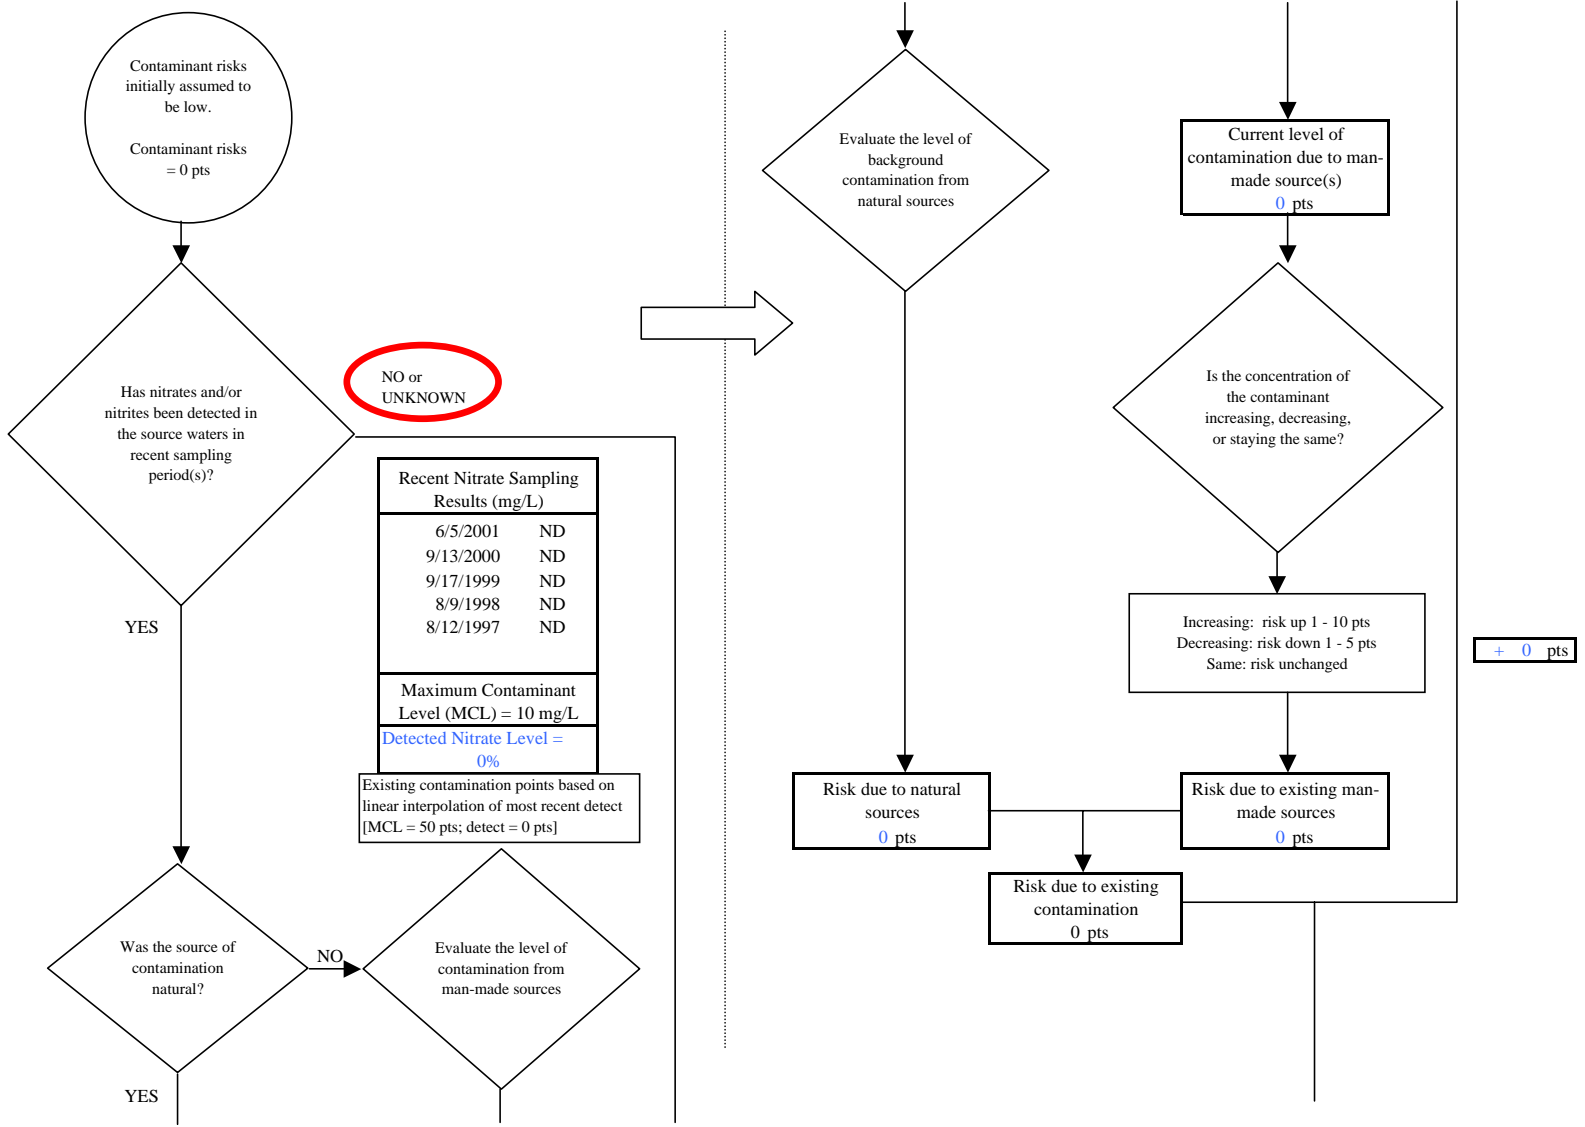 Contaminant risks
initially assumed to
be low.
Contaminant risks
= 0 pts
Has nitrates and/or
nitrites been detected in
the source waters in
recent sampling
period(s)?
NO or
UNKNOWN
YES
Recent Nitrate Sampling
Results (mg/L)
6/5/2001 ND
9/13/2000 ND
9/17/1999 ND
8/9/1998 ND
8/12/1997 ND
Maximum Contaminant
Level (MCL) = 10 mg/L
Detected Nitrate Level =
0%
Existing contamination points based on
linear interpolation of most recent detect
[MCL = 50 pts; detect = 0 pts]
Was the source of
contamination
natural?
NO
YES
Evaluate the level of
contamination from
man-made sources
Evaluate the level of
background
contamination from
natural sources
Current level of
contamination due to man-
made source(s)
0 pts
Is the concentration of
the contaminant
increasing, decreasing,
or staying the same?
Increasing: risk up 1 - 10 pts
Decreasing: risk down 1 - 5 pts
Same: risk unchanged
+ 0 pts
Risk due to natural
sources
0 pts
Risk due to existing man-
made sources
0 pts
Risk due to existing
contamination
0 pts